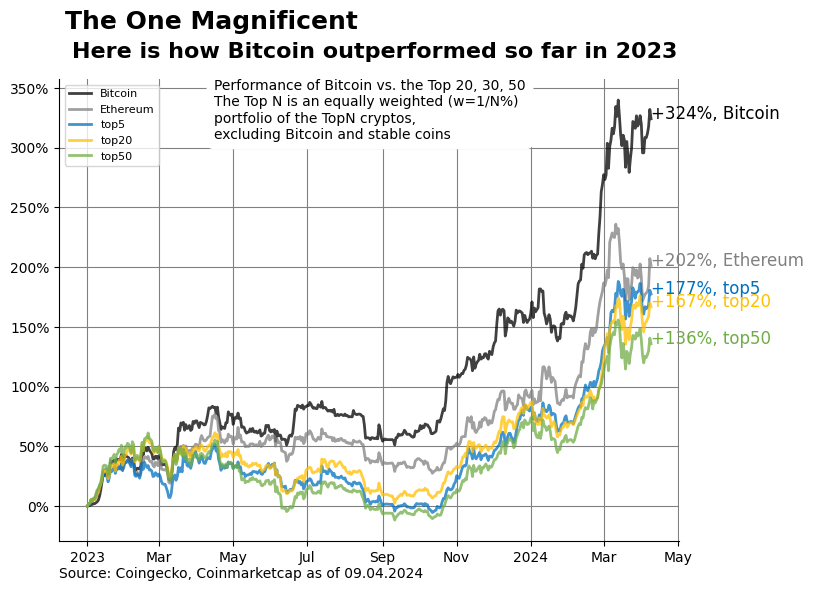 The One Magnificent
Here is how Bitcoin outperformed so far in 2023
350%
300%
250%
200%
150%
100%
50%
0%
Bitcoin
Ethereum
top5
top20
top50
Performance of Bitcoin vs. the Top 20, 30, 50
The Top N is an equally weighted (w=1/N%)
portfolio of the TopN cryptos,
excluding Bitcoin and stable coins
+324%, Bitcoin
+202%, Ethereum
+177%, top5
+167%, top20
+136%, top50
2023 Mar May Jul Sep Nov 2024 Mar May
Source: Coingecko, Coinmarketcap as of 09.04.2024